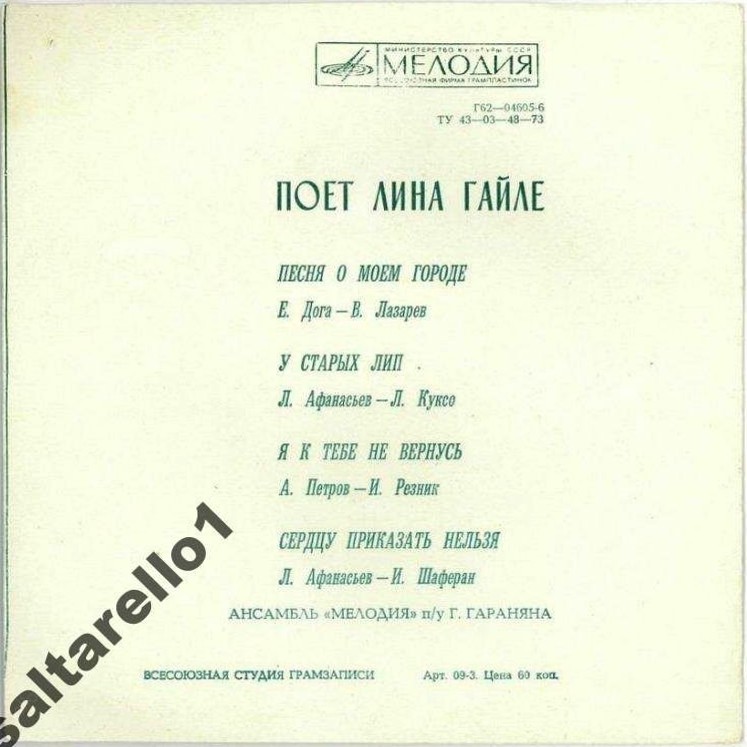 МИНИСТЕРСТВО КУЛЬТУРЫ СССР
МЕЛОДИЯ
ВСЕСОЮЗНАЯ ФИРМА ГРАМПЛАСТИНОК
Г62—04605-6
ТУ 43—03—48—73
ПОЕТ ЛИНА ГАЙЛЕ
ПЕСНЯ О МОЕМ ГОРОДЕ
Е. Дога — В. Лазарев
У СТАРЫХ ЛИП
Л. Афанасьев — Л. Куксо
Я К ТЕБЕ НЕ ВЕРНУСЬ
А. Петров — И. Резник
СЕРДЦУ ПРИКАЗАТЬ НЕЛЬЗЯ
Л. Афанасьев — И. Шаферан
АНСАМБЛЬ «МЕЛОДИЯ» п/у Г. ГАРАНЯНА
ВСЕСОЮЗНАЯ СТУДИЯ ГРАМЗАПИСИ Арт. 09-3. Цена 60 коп.
saltarello1